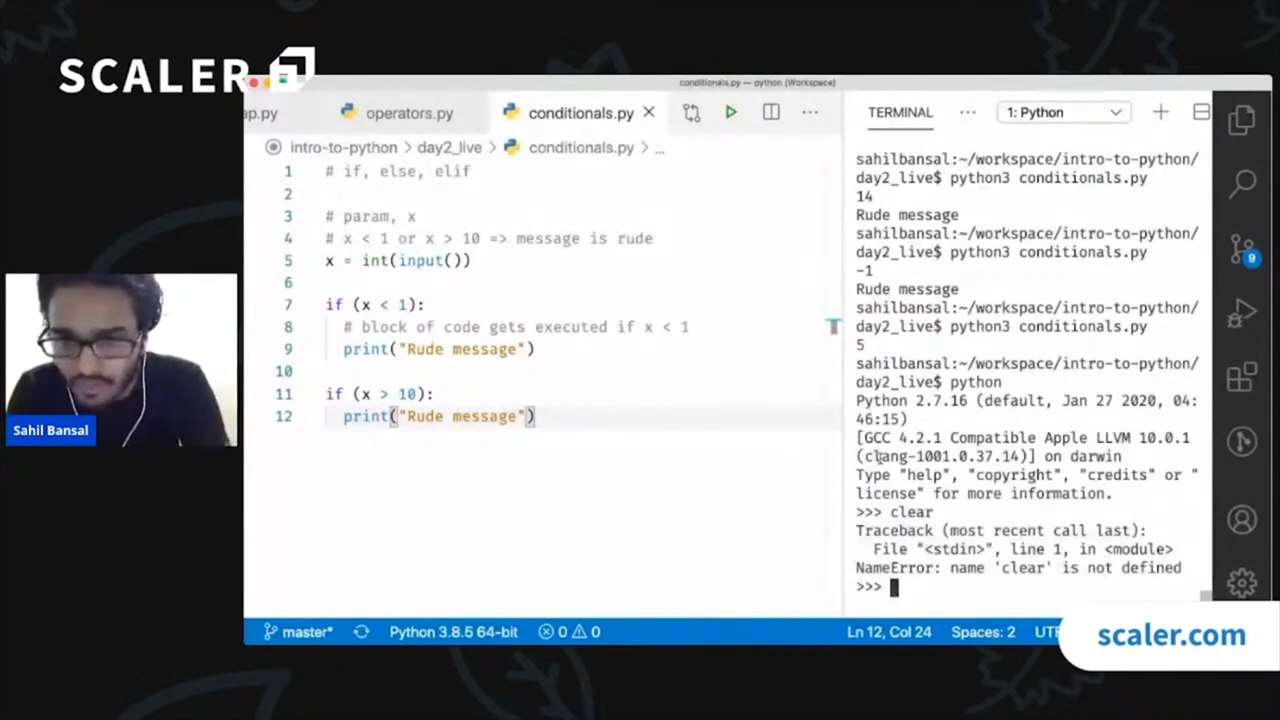 SCALER
conditionals.py — python (Workspace)
ap.py
operators.py
conditionals.py
TERMINAL
1: Python
intro-to-python > day2_live > conditionals.py > ...
1 # if, else, elif
2
3 # param, x
4 # x < 1 or x > 10 => message is rude
5 x = int(input())
6
7 if (x < 1):
8 # block of code gets executed if x < 1
9 print("Rude message")
10
11 if (x > 10):
12 print("Rude message")
sahilbansal:~/workspace/intro-to-python/
day2_live$ python3 conditionals.py
14
Rude message
sahilbansal:~/workspace/intro-to-python/
day2_live$ python3 conditionals.py
-1
Rude message
sahilbansal:~/workspace/intro-to-python/
day2_live$ python3 conditionals.py
5
sahilbansal:~/workspace/intro-to-python/
day2_live$ python
Python 2.7.16 (default, Jan 27 2020, 04:
46:15)
[GCC 4.2.1 Compatible Apple LLVM 10.0.1
(clang-1001.0.37.14)] on darwin
Type "help", "copyright", "credits" or "
license" for more information.
>>> clear
Traceback (most recent call last):
File "<stdin>", line 1, in <module>
NameError: name 'clear' is not defined
>>>
9
Sahil Bansal
master*
Python 3.8.5 64-bit
0
0
Ln 12, Col 24
Spaces: 2
UTF
scaler.com